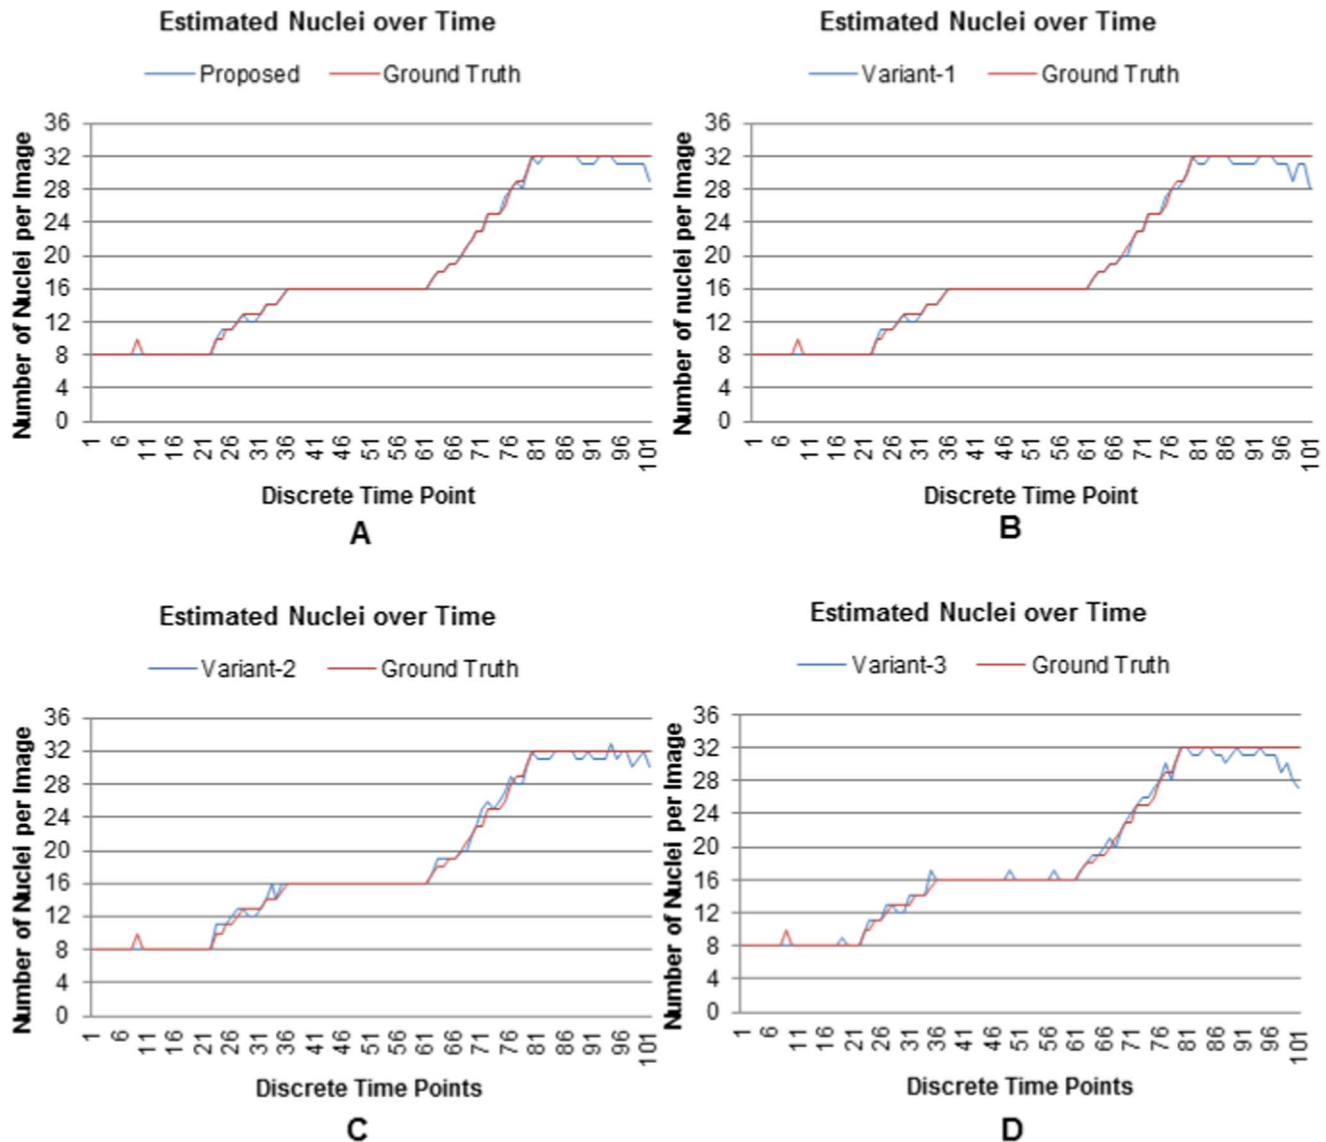 Estimated Nuclei over Time
Proposed Ground Truth
Number of Nuclei per Image
36
32
28
24
20
16
12
8
4
0
1 6 11 16 21 26 31 36 41 46 51 56 61 66 71 76 81 86 91 96 101
Discrete Time Point
A
Estimated Nuclei over Time
Variant-1 Ground Truth
Number of nuclei per Image
36
32
28
24
20
16
12
8
4
0
1 6 11 16 21 26 31 36 41 46 51 56 61 66 71 76 81 86 91 96 101
Discrete Time Point
B
Estimated Nuclei over Time
Variant-2 Ground Truth
Number of Nuclei per Image
36
32
28
24
20
16
12
8
4
0
1 6 11 16 21 26 31 36 41 46 51 56 61 66 71 76 81 86 91 96 101
Discrete Time Points
C
Estimated Nuclei over Time
Variant-3 Ground Truth
Number of Nuclei per Image
36
32
28
24
20
16
12
8
4
0
1 6 11 16 21 26 31 36 41 46 51 56 61 66 71 76 81 86 91 96 101
Discrete Time Points
D